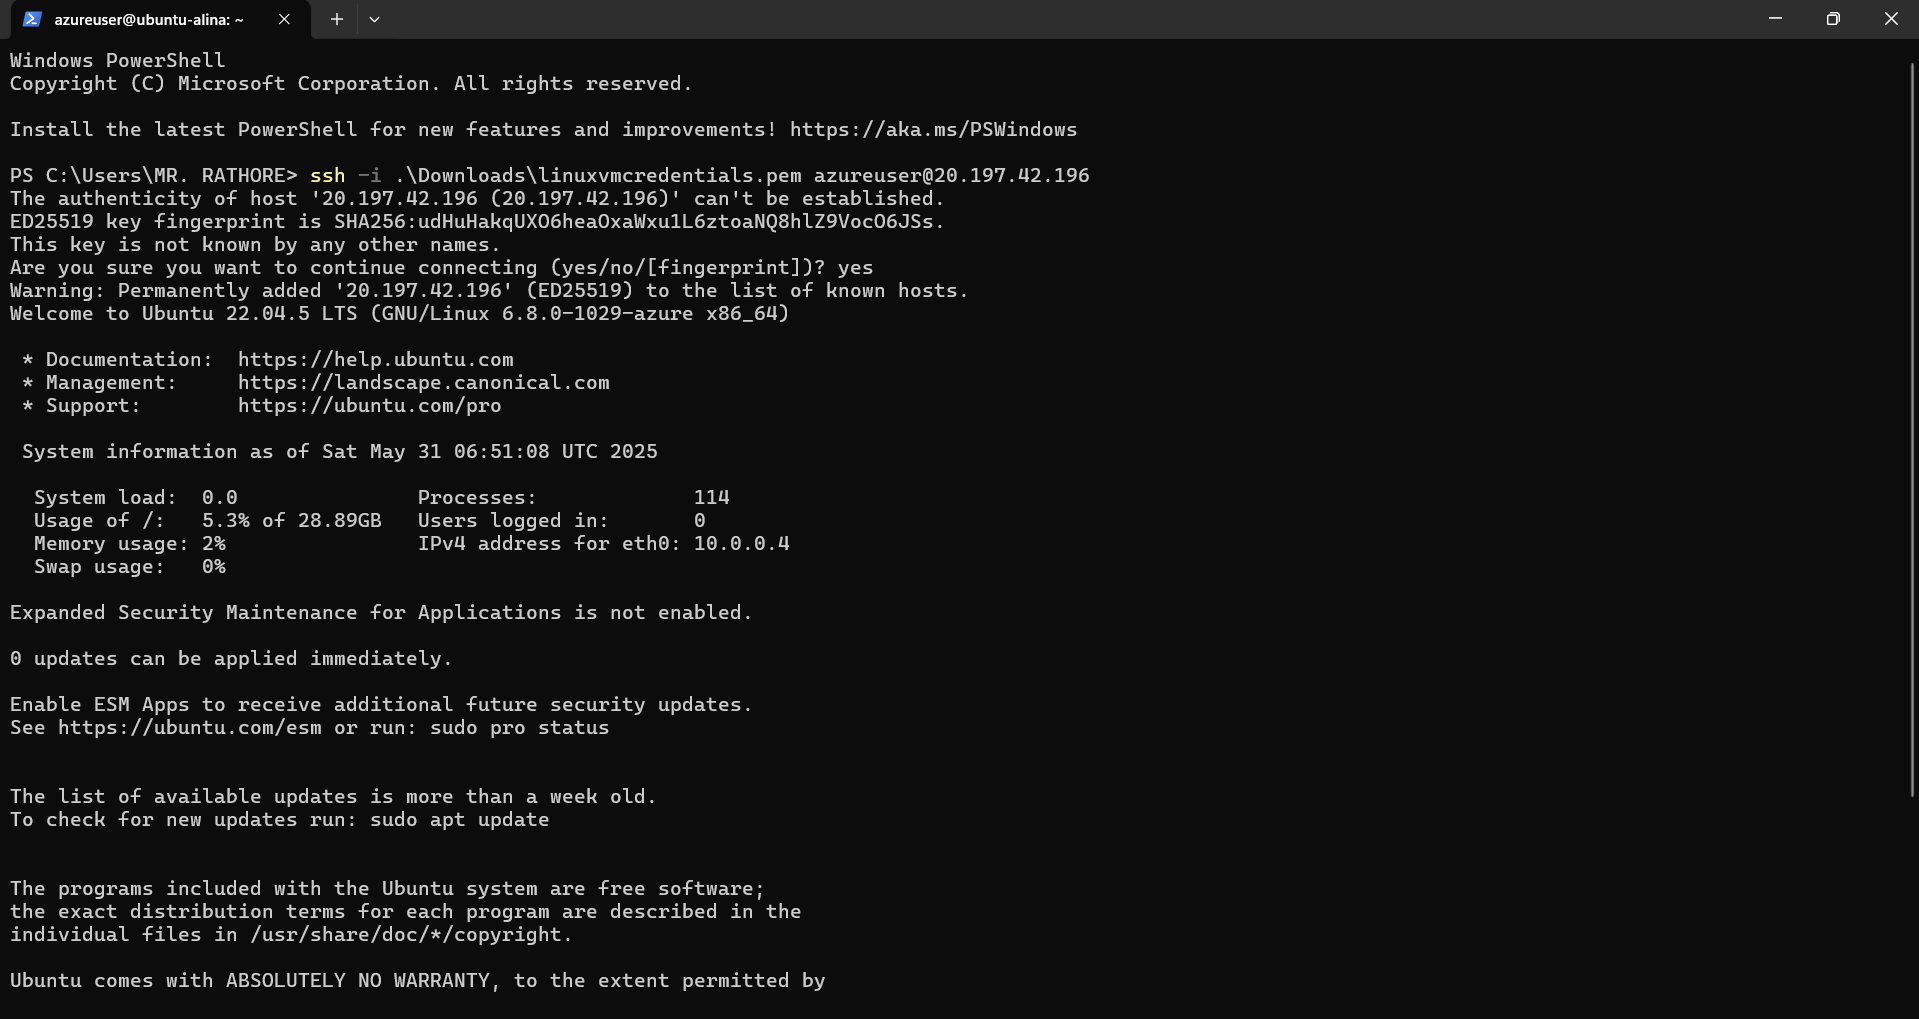 azureuser@ubuntu-alina: ~
Windows PowerShell
Copyright (C) Microsoft Corporation. All rights reserved.
Install the latest PowerShell for new features and improvements! https://aka.ms/PSWindows
PS C:\Users\MR. RATHORE> ssh -i .\Downloads\linuxvmcredentials.pem azureuser@20.197.42.196
The authenticity of host '20.197.42.196 (20.197.42.196)' can't be established.
ED25519 key fingerprint is SHA256:udHuHakqUXO6heaOxaWxu1L6ztoaNQ8hlZ9VocO6JSs.
This key is not known by any other names.
Are you sure you want to continue connecting (yes/no/[fingerprint])? yes
Warning: Permanently added '20.197.42.196' (ED25519) to the list of known hosts.
Welcome to Ubuntu 22.04.5 LTS (GNU/Linux 6.8.0-1029-azure x86_64)
* Documentation:  https://help.ubuntu.com
* Management:     https://landscape.canonical.com
* Support:        https://ubuntu.com/pro
System information as of Sat May 31 06:51:08 UTC 2025
System load:  0.0               Processes:             114
Usage of /:   5.3% of 28.89GB   Users logged in:       0
Memory usage: 2%                IPv4 address for eth0: 10.0.0.4
Swap usage:   0%
Expanded Security Maintenance for Applications is not enabled.
0 updates can be applied immediately.
Enable ESM Apps to receive additional future security updates.
See https://ubuntu.com/esm or run: sudo pro status
The list of available updates is more than a week old.
To check for new updates run: sudo apt update
The programs included with the Ubuntu system are free software;
the exact distribution terms for each program are described in the
individual files in /usr/share/doc/*/copyright.
Ubuntu comes with ABSOLUTELY NO WARRANTY, to the extent permitted by